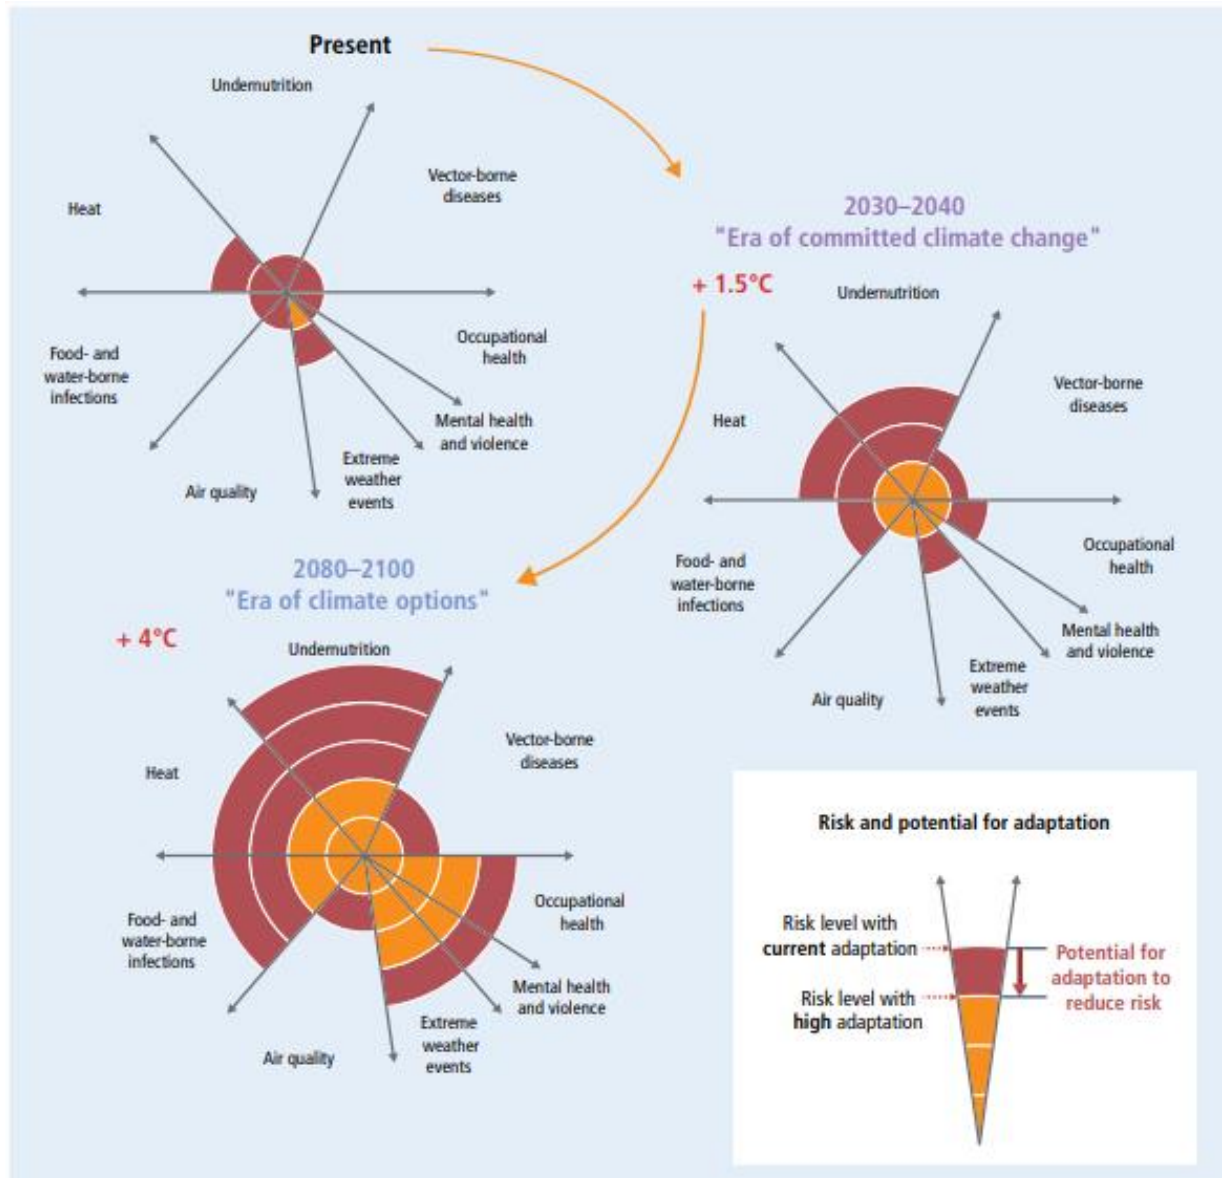 Present
Undernutrition
Vector-borne
diseases
Heat
Occupational
health
Food- and
water-borne
infections
Mental health
and violence
Extreme
weather
events
Air quality
2030–2040
"Era of committed climate change"
+ 1.5°C
Undernutrition
Vector-borne
diseases
Heat
Occupational
health
Food- and
water-borne
infections
Mental health
and violence
Extreme
weather
events
Air quality
2080–2100
"Era of climate options"
+ 4°C
Undernutrition
Vector-borne
diseases
Heat
Occupational
health
Food- and
water-borne
infections
Mental health
and violence
Extreme
weather
events
Air quality
Risk and potential for adaptation
Risk level with
current adaptation
Risk level with
high adaptation
Potential for
adaptation to
reduce risk